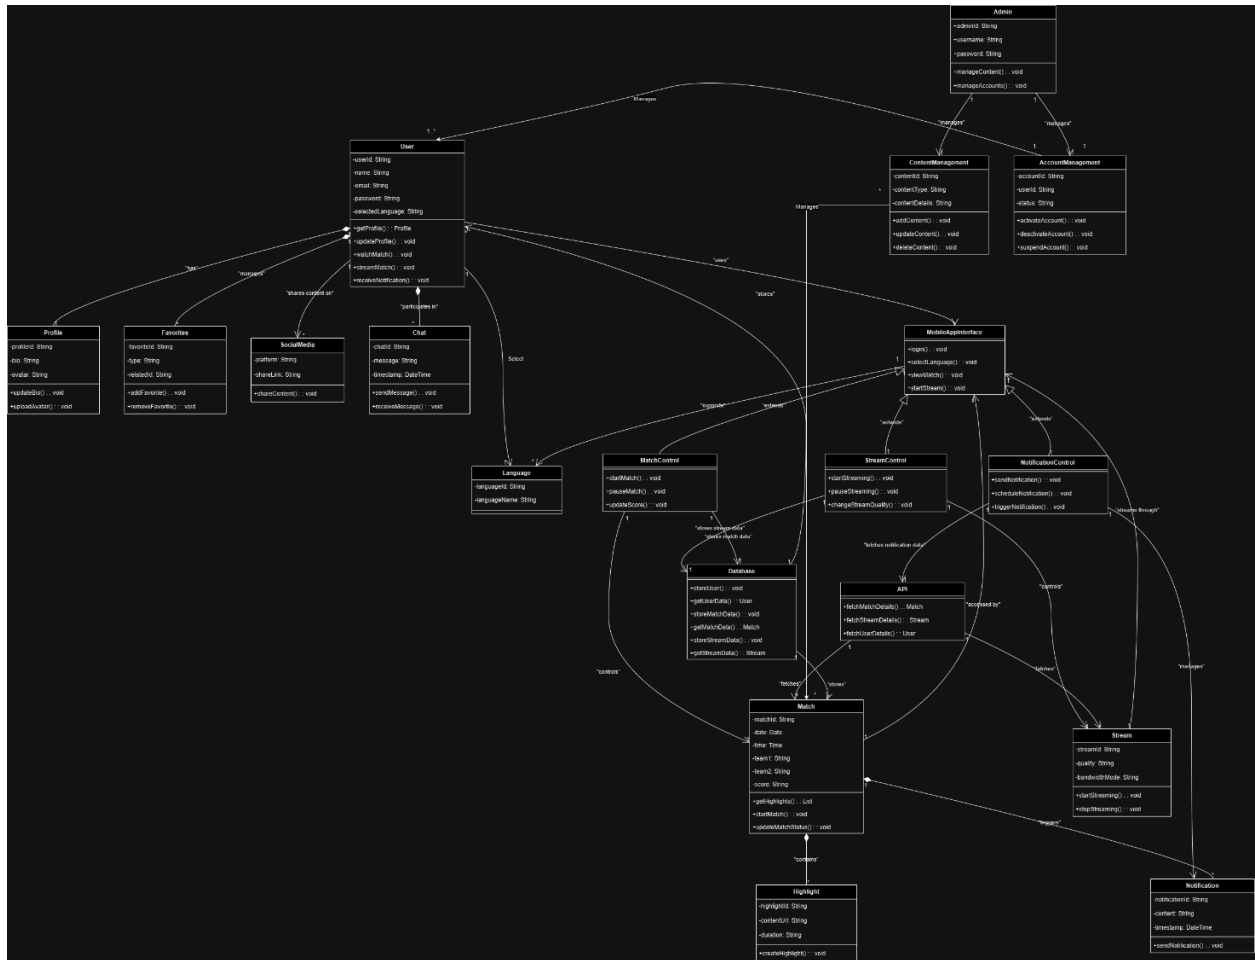 Admin
+adminId: String
+username: String
+password: String
+manageContent() : : void
+manageAccounts() : : void
1
1
Manages
"manages"
"manages"
1..*
1
1
1
User
-userId: String
-name: String
-email: String
-password: String
-selectedLanguage: String
+getProfile() : : Profile
+updateProfile() : : void
+watchMatch() : : void
+streamMatch() : : void
+receiveNotification() : : void
ContentManagement
-contentId: String
-contentType: String
-contentDetails: String
+addContent() : : void
+updateContent() : : void
+deleteContent() : : void
AccountManagement
-accountId: String
-userId: String
-status: String
+activateAccount() : : void
+deactivateAccount() : : void
+suspendAccount() : : void
*
Manages
"has"
"manages"
"shares content on"
"participates in"
"uses"
"stores"
Select
Profile
-profileId: String
-bio: String
-avatar: String
+updateBio() : : void
+uploadAvatar() : : void
Favorites
-favoriteId: String
-type: String
-relatedId: String
+addFavorite() : : void
+removeFavorite() : : void
SocialMedia
-platform: String
-shareLink: String
+shareContent() : : void
Chat
-chatId: String
-message: String
-timestamp: DateTime
+sendMessage() : : void
+receiveMessage() : : void
MobileAppInterface
+login() : : void
+selectLanguage() : : void
+viewMatch() : : void
+startStream() : : void
"supports"
"extends"
"extends"
"extends"
Language
-languageId: String
-languageName: String
MatchControl
+startMatch() : : void
+pauseMatch() : : void
+updateScore() : : void
StreamControl
+startStreaming() : : void
+pauseStreaming() : : void
+changeStreamQuality() : : void
NotificationControl
+sendNotification() : : void
+scheduleNotification() : : void
+triggerNotification() : : void
"streams through"
"stores stream data"
"stores match data"
"fetches notification data"
"controls"
Database
+storeUser() : : void
+getUserData() : : User
+storeMatchData() : : void
+getMatchData() : : Match
+storeStreamData() : : void
+getStreamData() : : Stream
API
+fetchMatchDetails() : : Match
+fetchStreamDetails() : : Stream
+fetchUserDetails() : : User
"accessed by"
"controls"
"fetches"
"stores"
"fetches"
"manages"
Match
-matchId: String
-date: Date
-time: Time
-team1: String
-team2: String
-score: String
+getHighlights() : : List
+startMatch() : : void
+updateMatchStatus() : : void
Stream
-streamId: String
-quality: String
-bandwidthMode: String
+startStreaming() : : void
+stopStreaming() : : void
"triggers"
"contains"
Highlight
-highlightId: String
-contentUrl: String
-duration: String
+createHighlight() : : void
Notification
-notificationId: String
-content: String
-timestamp: DateTime
+sendNotification() : : void